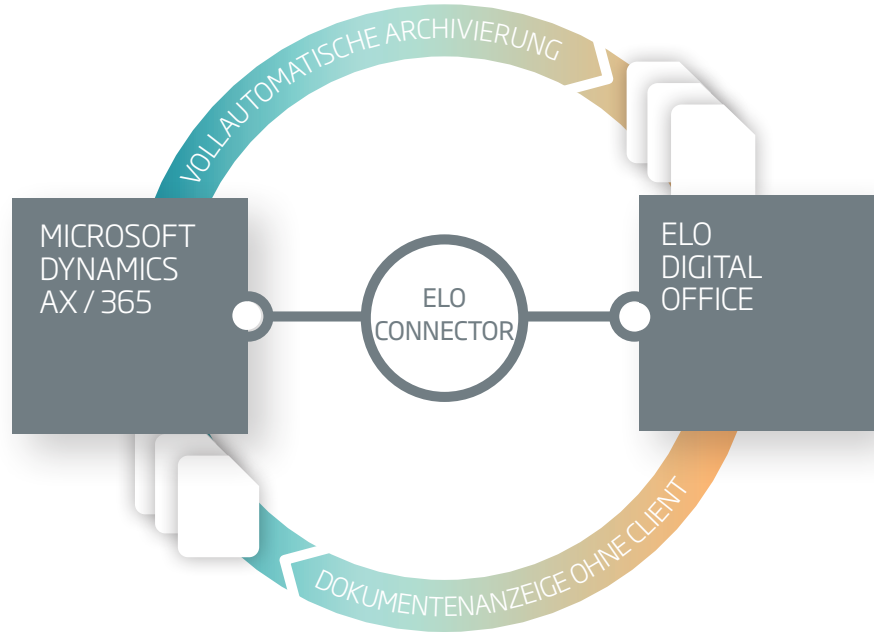 VOLLAUTOMATISCHE ARCHIVIERUNG
MICROSOFT
DYNAMICS
AX / 365
ELO
CONNECTOR
ELO
DIGITAL
OFFICE
DOKUMENTENANZEIGE OHNE CLIENT